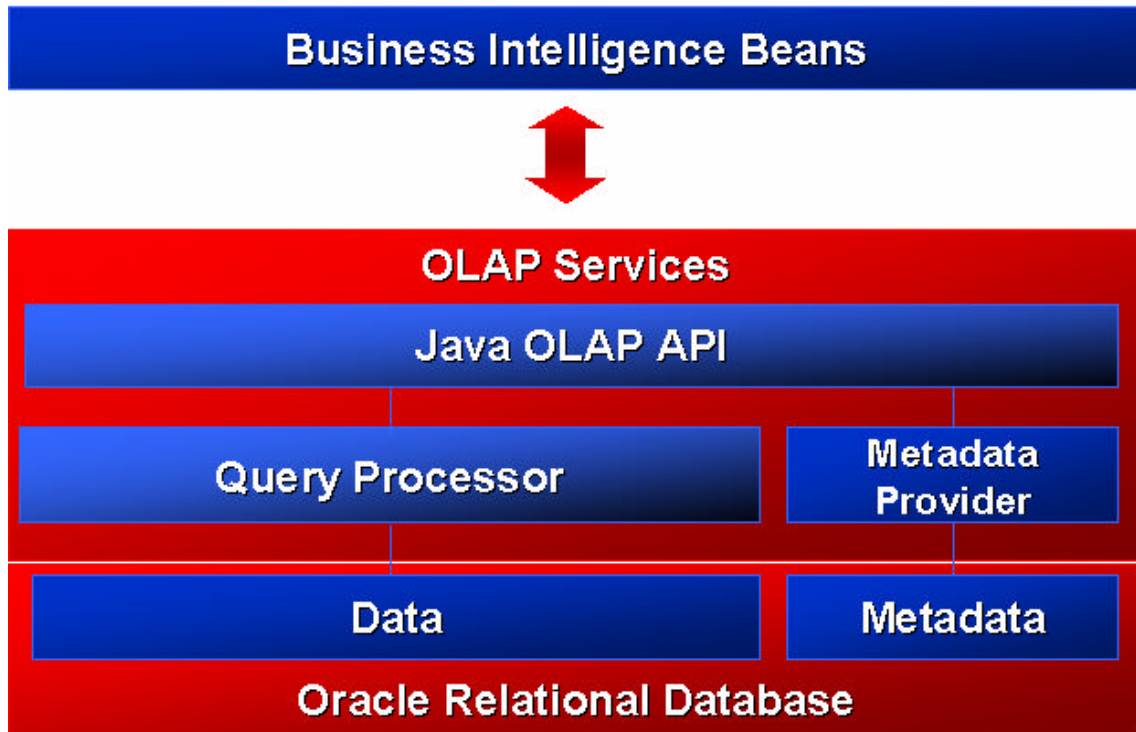 Business Intelligence Beans
OLAP Services
Java OLAP API
Query Processor
Metadata
Provider
Data
Metadata
Oracle Relational Database